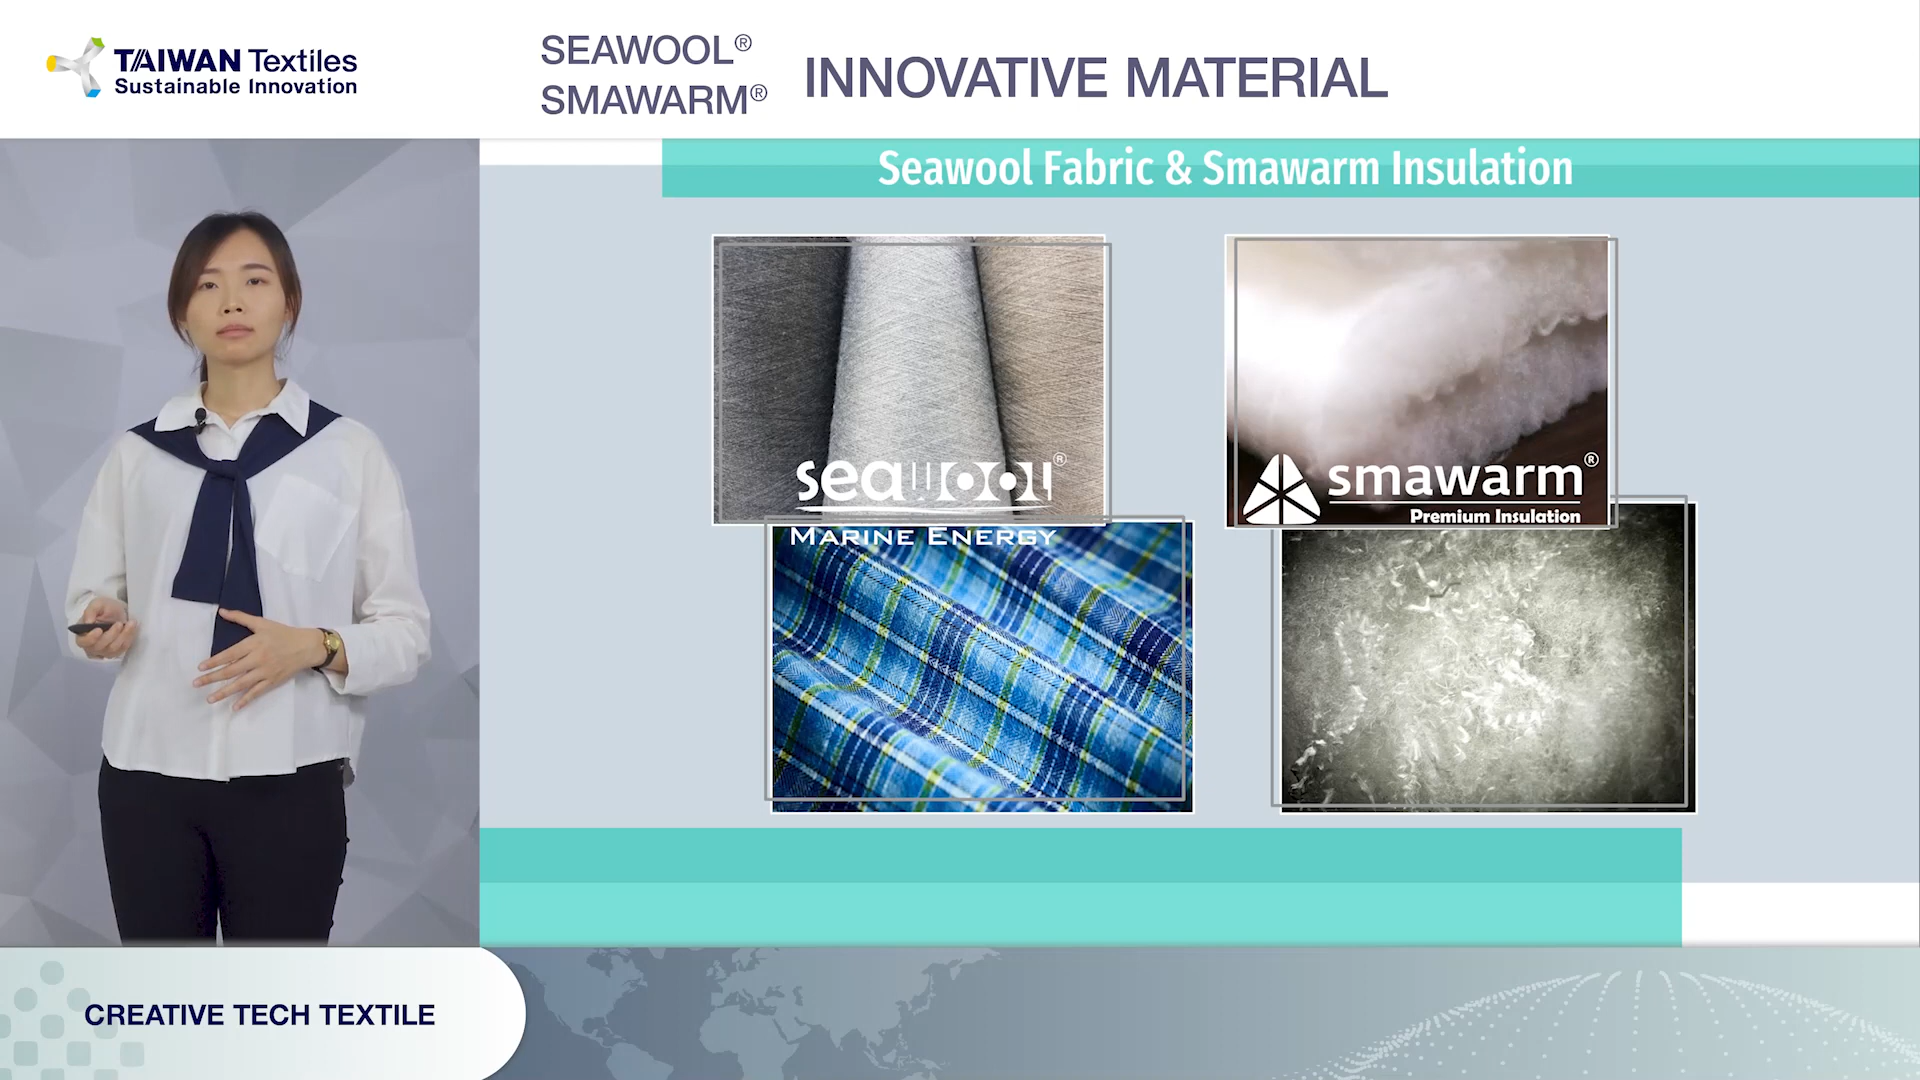 TAIWAN Textiles
Sustainable Innovation
SEAWOOL®
SMAWARM®
INNOVATIVE MATERIAL
Seawool Fabric & Smawarm Insulation
seawool®
MARINE ENERGY
smawarm®
Premium Insulation
CREATIVE TECH TEXTILE